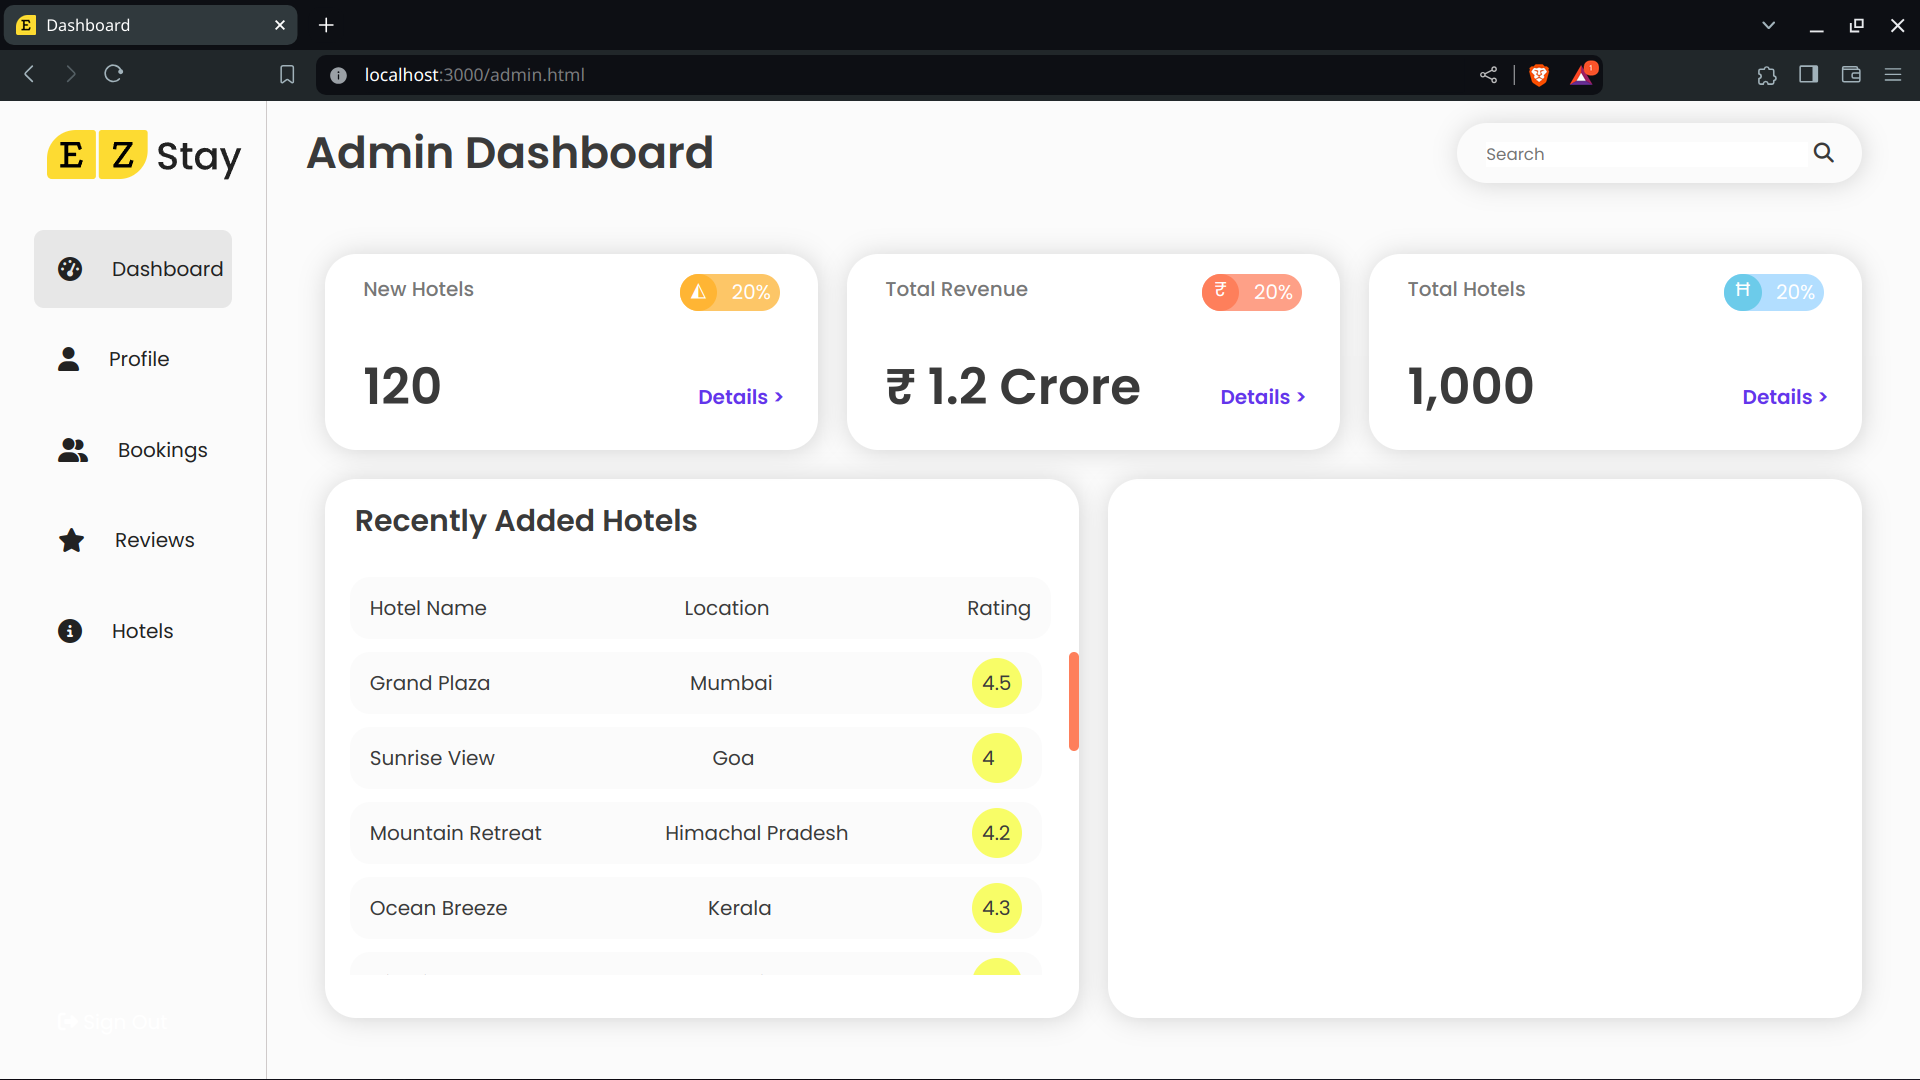 Dashboard
localhost:3000/admin.html
1
E Z Stay
Admin Dashboard
Search
Dashboard
Profile
Bookings
Reviews
Hotels
Sign Out
New Hotels
20%
120
Details >
Total Revenue
₹ 20%
₹ 1.2 Crore
Details >
Total Hotels
Ħ 20%
1,000
Details >
Recently Added Hotels
Hotel Name Location Rating
Grand Plaza Mumbai 4.5
Sunrise View Goa 4
Mountain Retreat Himachal Pradesh 4.2
Ocean Breeze Kerala 4.3